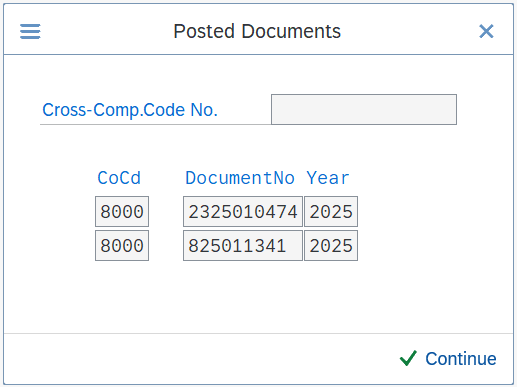 Posted Documents
Cross-Comp.Code No.
CoCd DocumentNo Year
8000 2325010474 2025
8000 825011341 2025
Continue